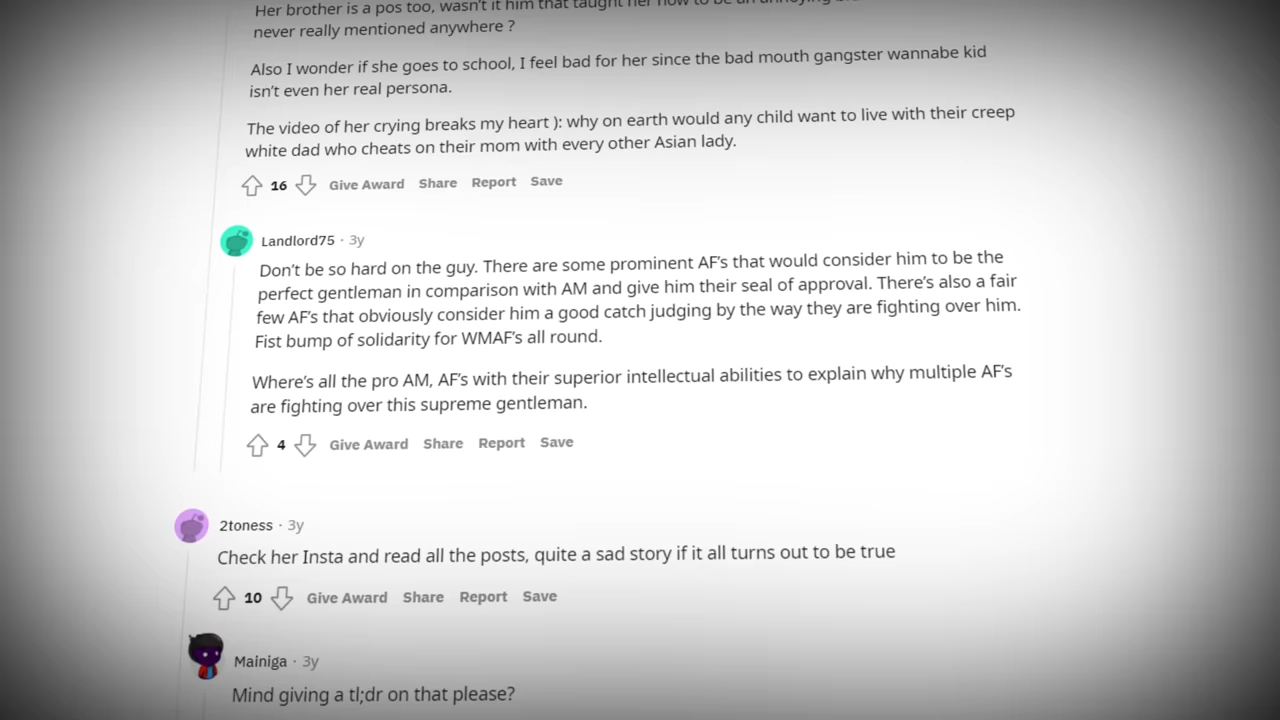 Her brother is a pos too, wasn't it him that taught her how to be an annoying
never really mentioned anywhere ?
Also I wonder if she goes to school, I feel bad for her since the bad mouth gangster wannabe kid
isn't even her real persona.
The video of her crying breaks my heart ): why on earth would any child want to live with their creep
white dad who cheats on their mom with every other Asian lady.
16 Give Award Share Report Save
Landlord75 · 3y
Don't be so hard on the guy. There are some prominent AF's that would consider him to be the
perfect gentleman in comparison with AM and give him their seal of approval. There's also a fair
few AF's that obviously consider him a good catch judging by the way they are fighting over him.
Fist bump of solidarity for WMAF's all round.
Where's all the pro AM, AF's with their superior intellectual abilities to explain why multiple AF's
are fighting over this supreme gentleman.
4 Give Award Share Report Save
2toness · 3y
Check her Insta and read all the posts, quite a sad story if it all turns out to be true
10 Give Award Share Report Save
Mainiga · 3y
Mind giving a tl;dr on that please?